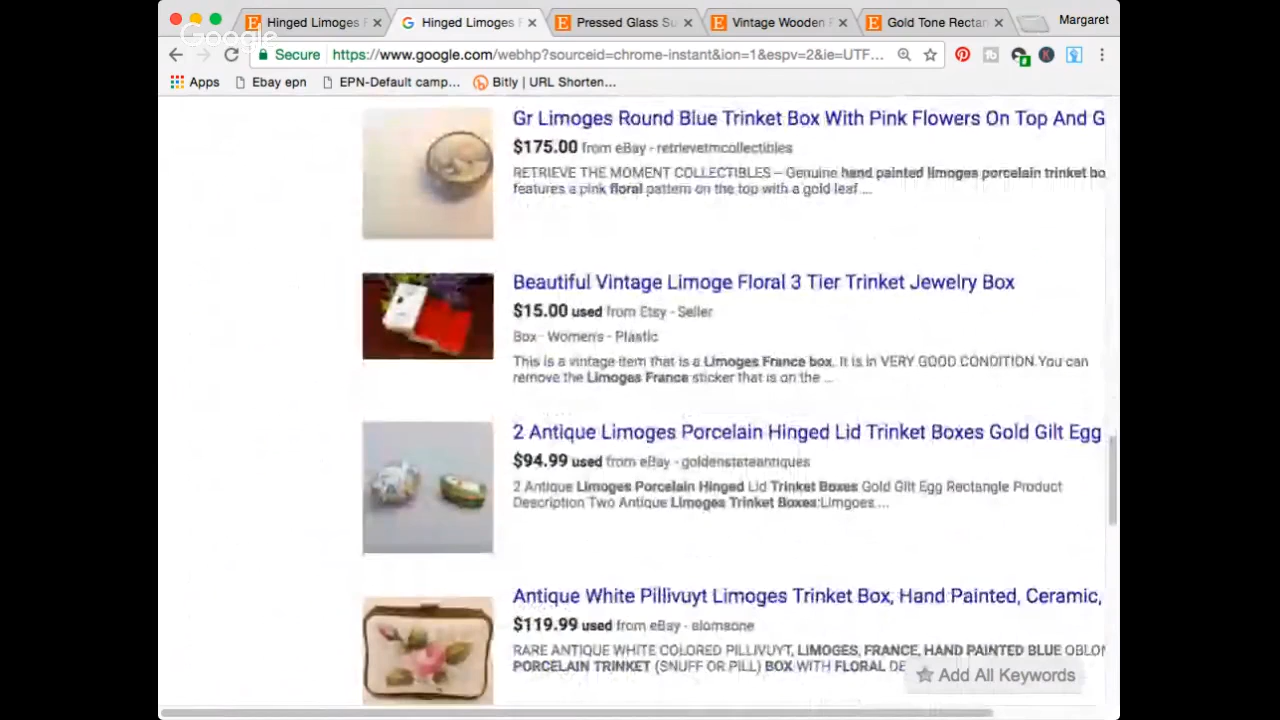 Hinged Limoges F
Hinged Limoges F
Pressed Glass Su
Vintage Wooden F
Gold Tone Rectan
Margaret
Google
Secure
https://www.google.com/webhp?sourceid=chrome-instant&ion=1&espv=2&ie=UTF...
Apps
Ebay epn
EPN-Default camp...
Bitly | URL Shorten...
Gr Limoges Round Blue Trinket Box With Pink Flowers On Top And G
$175.00 from eBay - retrievetmcollectibles
RETRIEVE THE MOMENT COLLECTIBLES – Genuine hand painted limoges porcelain trinket bo
features a pink floral pattern on the top with a gold leaf ...
Beautiful Vintage Limoge Floral 3 Tier Trinket Jewelry Box
$15.00 used from Etsy - Seller
Box - Women's - Plastic
This is a vintage item that is a Limoges France box. It is in VERY GOOD CONDITION.You can
remove the Limoges France sticker that is on the ...
2 Antique Limoges Porcelain Hinged Lid Trinket Boxes Gold Gilt Egg
$94.99 used from eBay - goldenstateantiques
2 Antique Limoges Porcelain Hinged Lid Trinket Boxes Gold Gilt Egg Rectangle Product
Description Two Antique Limoges Trinket Boxes:Limgoes ...
Antique White Pillivuyt Limoges Trinket Box, Hand Painted, Ceramic,
$119.99 used from eBay - alomsone
RARE ANTIQUE WHITE COLORED PILLIVUYT, LIMOGES, FRANCE, HAND PAINTED BLUE OBLON
PORCELAIN TRINKET (SNUFF OR PILL) BOX WITH FLORAL DE
Add All Keywords